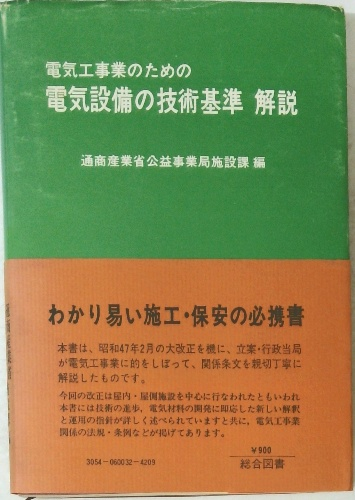 電気工事業のための
電気設備の技術基準 解説
通商産業省公益事業局施設課 編
わかり易い施工・保安の必携書
本書は、昭和47年2月の大改正を機に、立案・行政当局
が電気工事業に的をしぼって、関係条文を親切丁寧に
解説したものです。
今回の改正は屋内・屋側施設を中心に行なわれたともいわれ
本書には技術の進歩、電気材料の開発に即応した新しい解釈
と運用の指針が詳しく述べられていますと共に、電気工事業
関係の法規・条例などが掲げてあります。
¥900
3054-060032-4209
総合図書